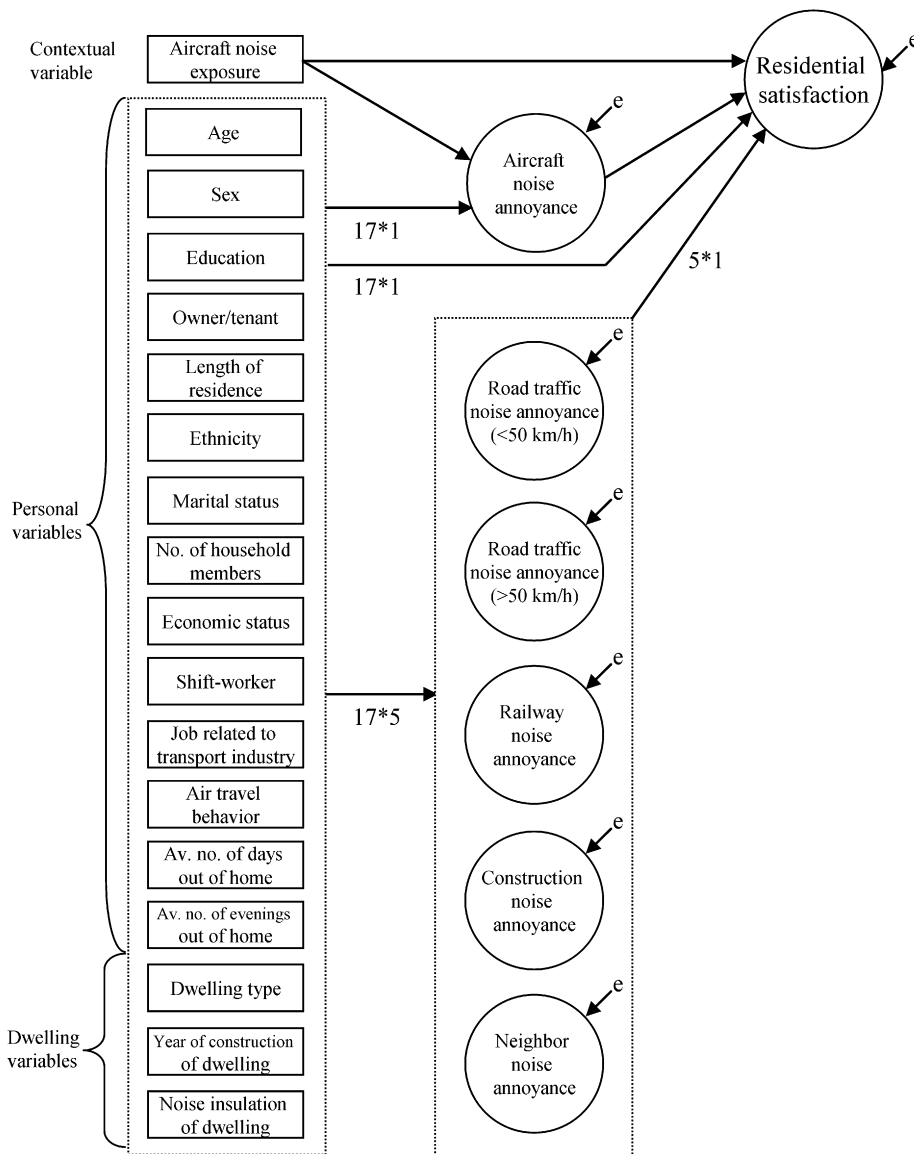 Contextual
variable
Aircraft noise
exposure
e
Residential
satisfaction
e
Aircraft
noise
annoyance
Age
Sex
17*1
Education
17*1
5*1
Owner/tenant
Length of
residence
Ethnicity
Personal
variables
Marital status
No. of household
members
Economic status
Shift-worker
17*5
Job related to
transport industry
Air travel
behavior
Av. no. of days
out of home
Av. no. of evenings
out of home
Dwelling
variables
Dwelling type
Year of construction
of dwelling
Noise insulation
of dwelling
e
Road traffic
noise annoyance
(<50 km/h)
e
Road traffic
noise annoyance
(>50 km/h)
e
Railway
noise
annoyance
e
Construction
noise
annoyance
e
Neighbor
noise
annoyance